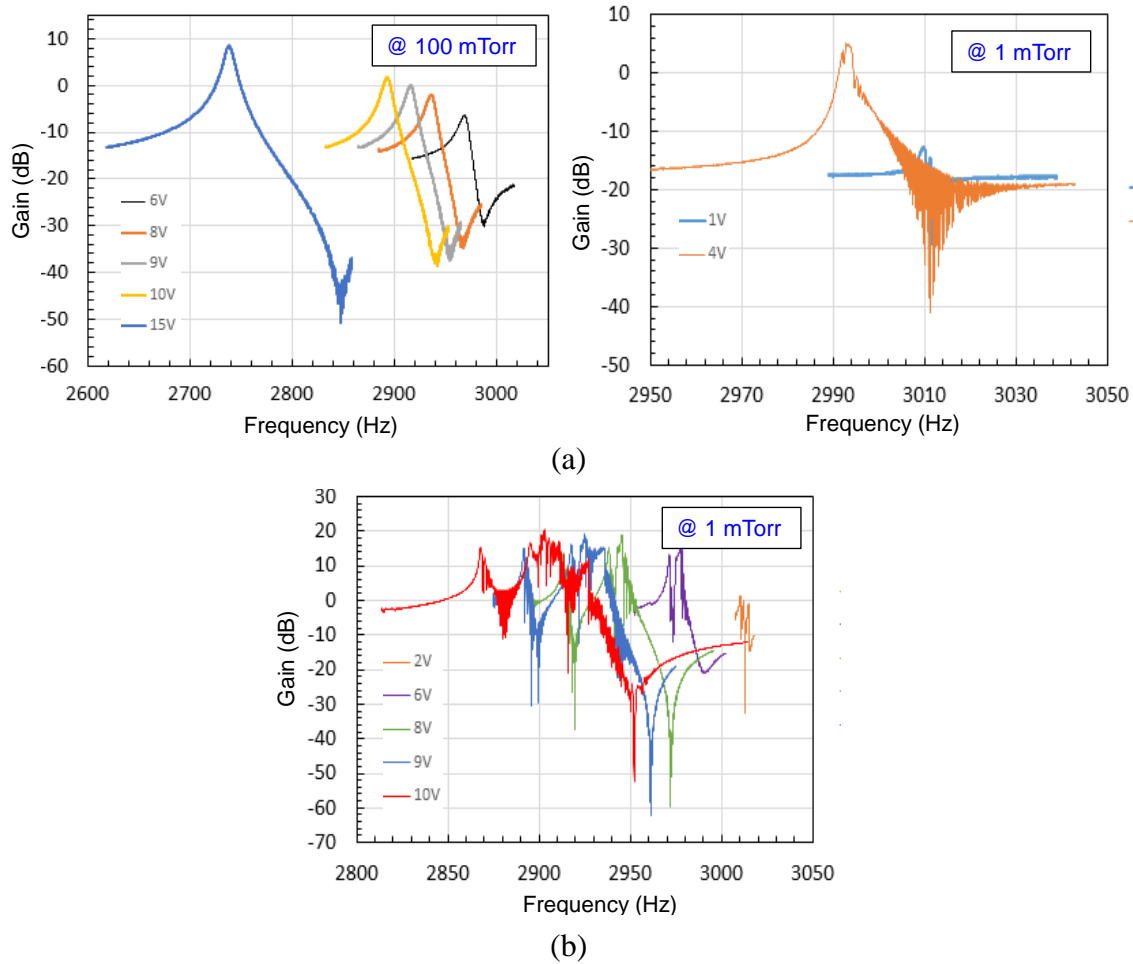 @ 100 mTorr
Gain (dB)
10
0
-10
-20
-30
-40
-50
-60
6V
8V
9V
10V
15V
2600 2700 2800 2900 3000
Frequency (Hz)
@ 1 mTorr
Gain (dB)
10
0
-10
-20
-30
-40
-50
1V
4V
2950 2970 2990 3010 3030 3050
Frequency (Hz)
(a)
@ 1 mTorr
Gain (dB)
30
20
10
0
-10
-20
-30
-40
-50
-60
-70
2V
6V
8V
9V
10V
2800 2850 2900 2950 3000 3050
Frequency (Hz)
(b)